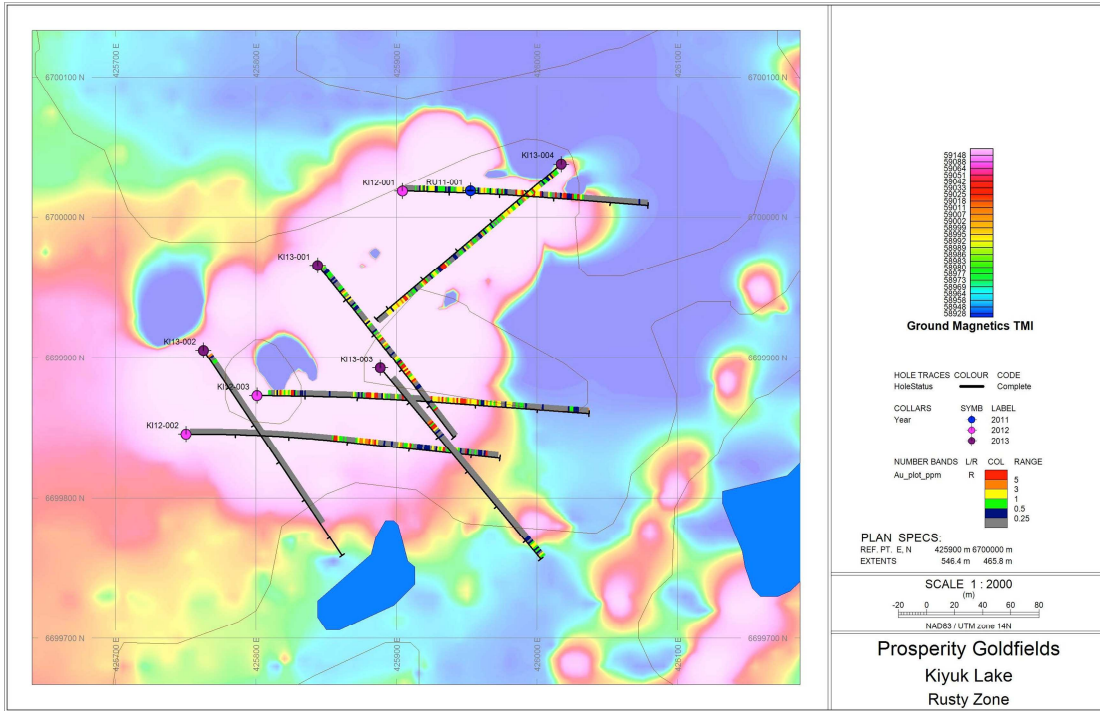 425700 E
425800 E
425900 E
426000 E
426100 E
6700100 N
6700100 N
KI13-004
KI12-001
RU11-001
6700000 N
6700000 N
KI13-001
KI13-002
KI13-003
KI12-003
KI12-002
6699800 N
6699800 N
6699700 N
6699700 N
425800 E
425900 E
426000 E
426100 E
59148
59088
59064
59051
59042
59033
59025
59018
59011
59007
59002
58999
58995
58992
58989
58986
58983
58980
58977
58973
58969
58964
58958
58948
58928
Ground Magnetics TMI
HOLE TRACES COLOUR CODE
HoleStatus Complete
COLLARS SYMB LABEL
Year 2011
2012
2013
NUMBER BANDS L/R COL RANGE
Au_plot_ppm R
5
3
1
0.5
0.25
PLAN SPECS:
REF. PT. E, N 425900 m 6700000 m
EXTENTS 546.4 m 465.8 m
SCALE 1 : 2000
(m)
-20 0 20 40 60 80
NAD83 / UTM zone 14N
Prosperity Goldfields
Kiyuk Lake
Rusty Zone